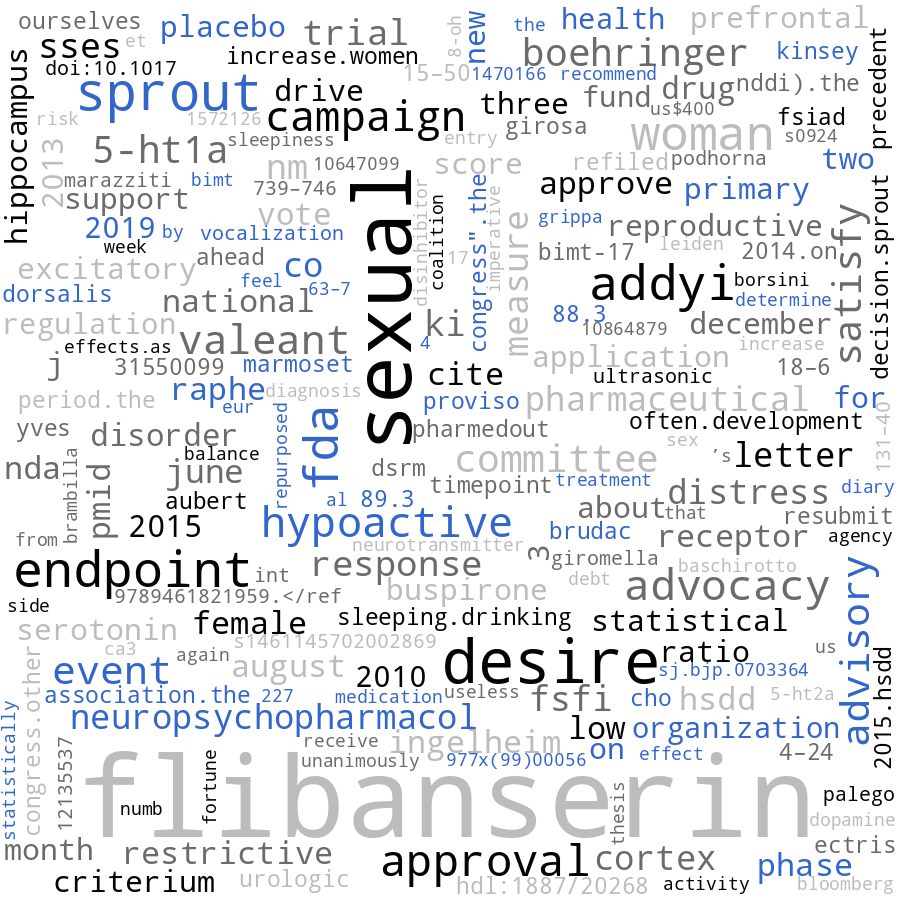 ourselves
placebo
trial
new
the
health
prefrontal
sses
et
increase.women
8-oh
boehringer
kinsey
precedent
doi:10.1017
15–50
1470166
recommend
hippocampus
sprout
drive
three
fund
drug
nddi).the
risk
1572126
campaign
us$400
fsiad
girosa
woman
s0924
2013
5-ht1a
sleepiness
entry
nm
10647099
score
refiled
podhorna
two
marazziti
bimt
739–746
sexual
approve
primary
support
vote
disinhibitor
coalition
congress".the
imperative
measure
grippa
reproductive
satisfy
decision.sprout
2019
by
vocalization
week
ahead
17
bimt-17
leiden
2014.on
excitatory
feel
co
addyi
borsini
dorsalis
63–7
national
88.3
determine
regulation
ki
10864879
december
effects.as
valeant
4
increase
j
31550099
marmoset
cite
application
18–6
ultrasonic
raphe
diagnosis
period.the
eur
proviso
pharmaceutical
for
yves
disorder
repurposed
fda
pharmedout
often.development
131–40
balance
sex
nda
brambilla
pmid
june
dsrm
committee
's
letter
aubert
al
89.3
timepoint
treatment
distress
diary
2015
hypoactive
about
that
resubmit
from
brudac
receptor
agency
neurotransmitter
3
giromella
endpoint
int
response
baschirotto
debt
9789461821959.</ref
buspirone
advocacy
advisory
side
female
sleeping.drinking
statistical
serotonin
s1461145702002869
ca3
again
desire
ratio
us
congress.other
event
august
2010
sj.bjp.0703364
2015.hsdd
association.the
227
medication
useless
fsfi
cho
hsdd
5-ht2a
statistically
neuropsychopharmacol
low
organization
12135537
receive
ingelheim
on
effect
4–24
fortune
unanimously
977x(99)00056
flibanserin
numb
thesis
palego
dopamine
month
restrictive
approval
cortex
ectris
phase
criterium
urologic
hdl:1887/20268
activity
bloomberg